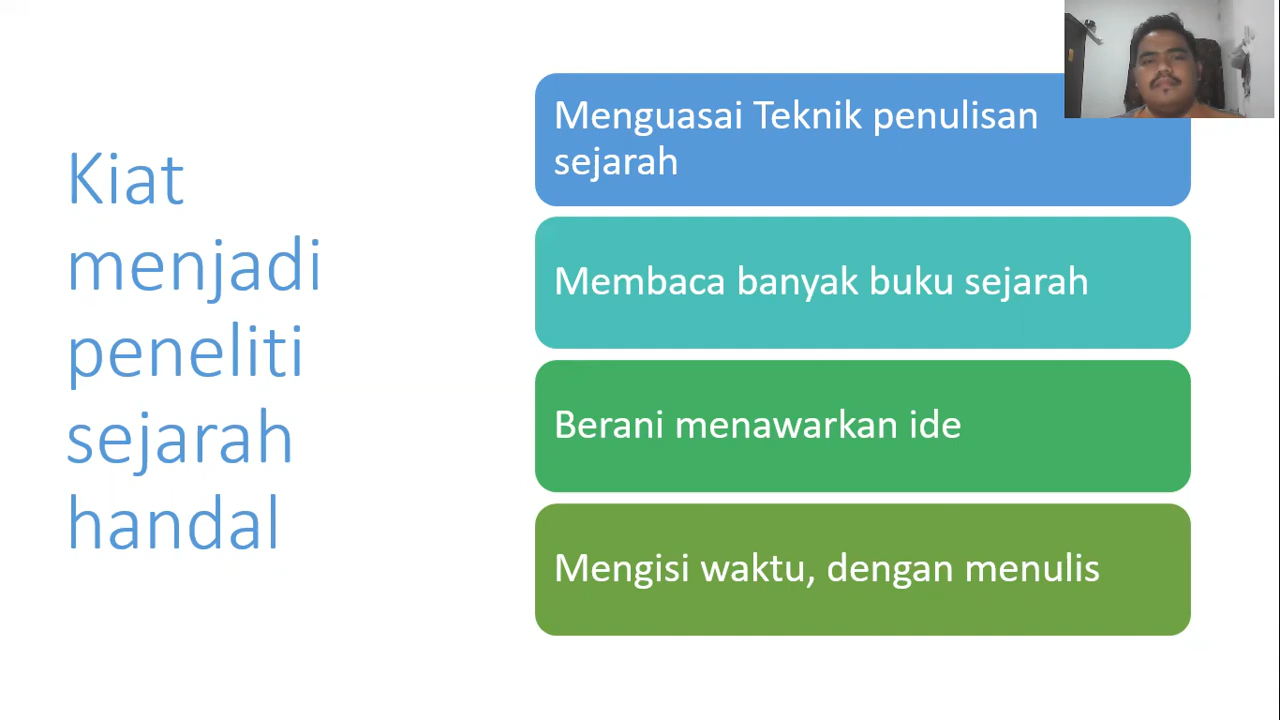 Kiat
menjadi
peneliti
sejarah
handal
Menguasai Teknik penulisan
sejarah
Membaca banyak buku sejarah
Berani menawarkan ide
Mengisi waktu, dengan menulis